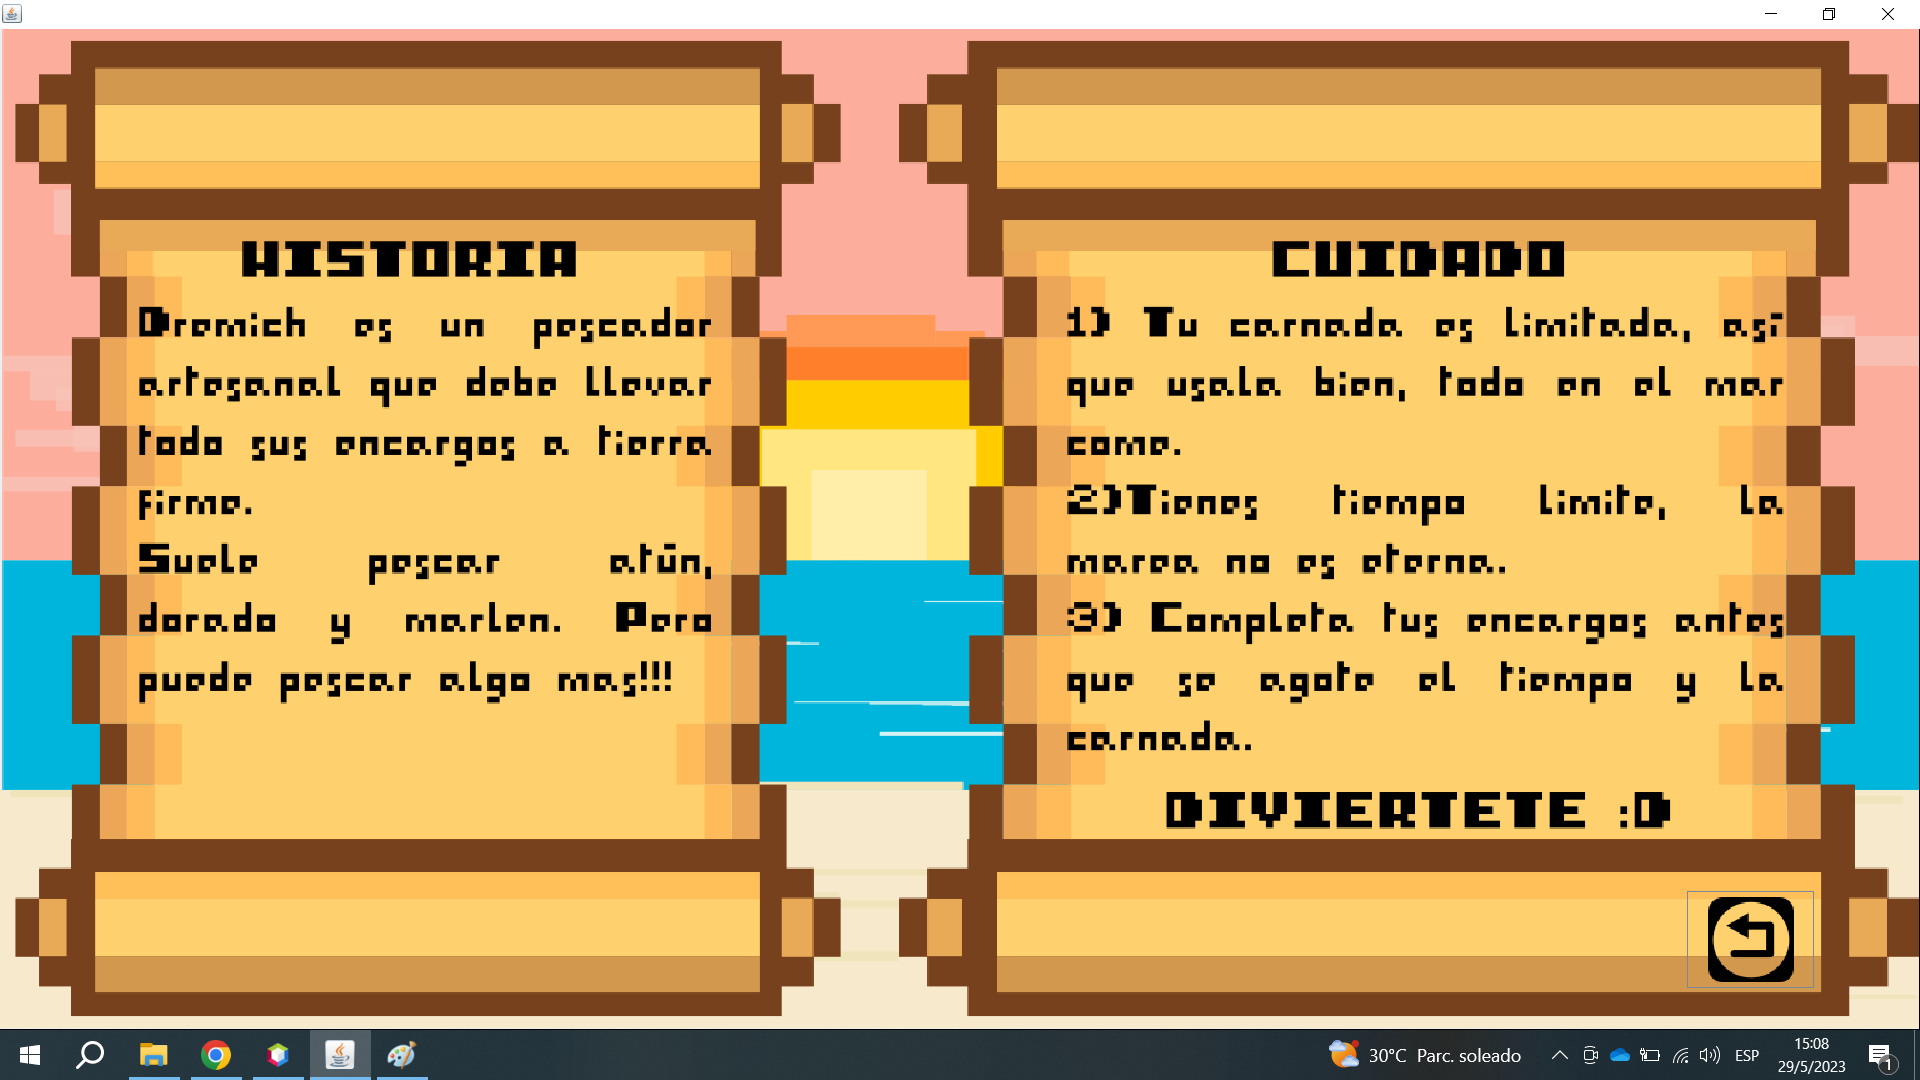 HISTORIA
Dremich es un pescador
artesanal que debe llevar
todo sus encargos a tierra
firme.
Suele pescar atún,
dorado y marlen. Pero
puede pescar algo mas!!!
CUIDADO
1) Tu carnada es limitada, así
que usala bien, todo en el mar
come.
2)Tienes tiempo limite, la
marea no es eterna.
3) Completa tus encargos antes
que se agote el tiempo y la
carnada.
DIVIERTETE :D
30°C Parc. soleado
ESP
15:08
29/5/2023
1